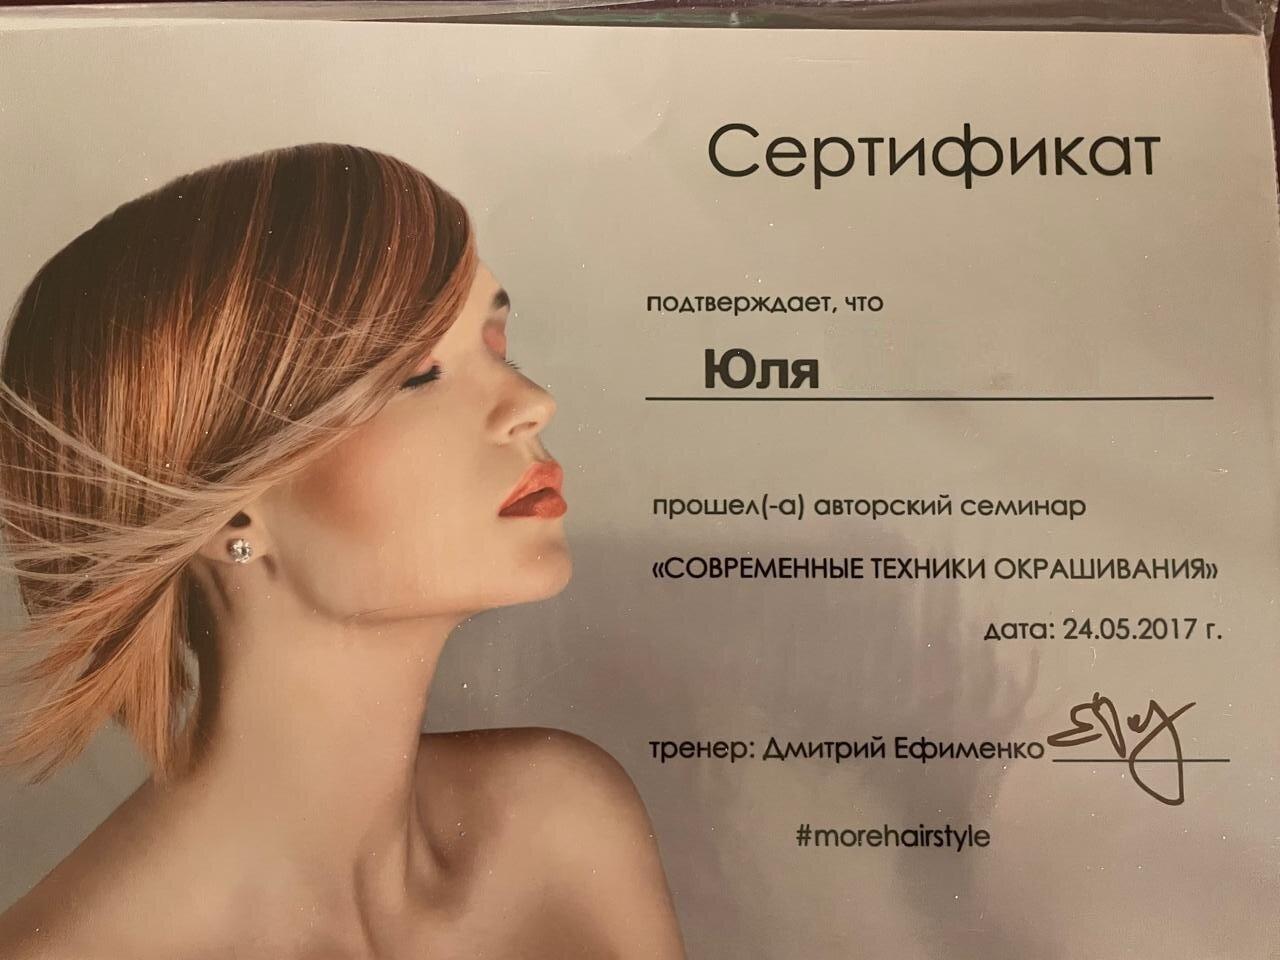 Сертификат
подтверждает, что
Юля
прошел(-а) авторский семинар
«СОВРЕМЕННЫЕ ТЕХНИКИ ОКРАШИВАНИЯ»
дата: 24.05.2017 г.
тренер: Дмитрий Ефименко
#morehairstyle